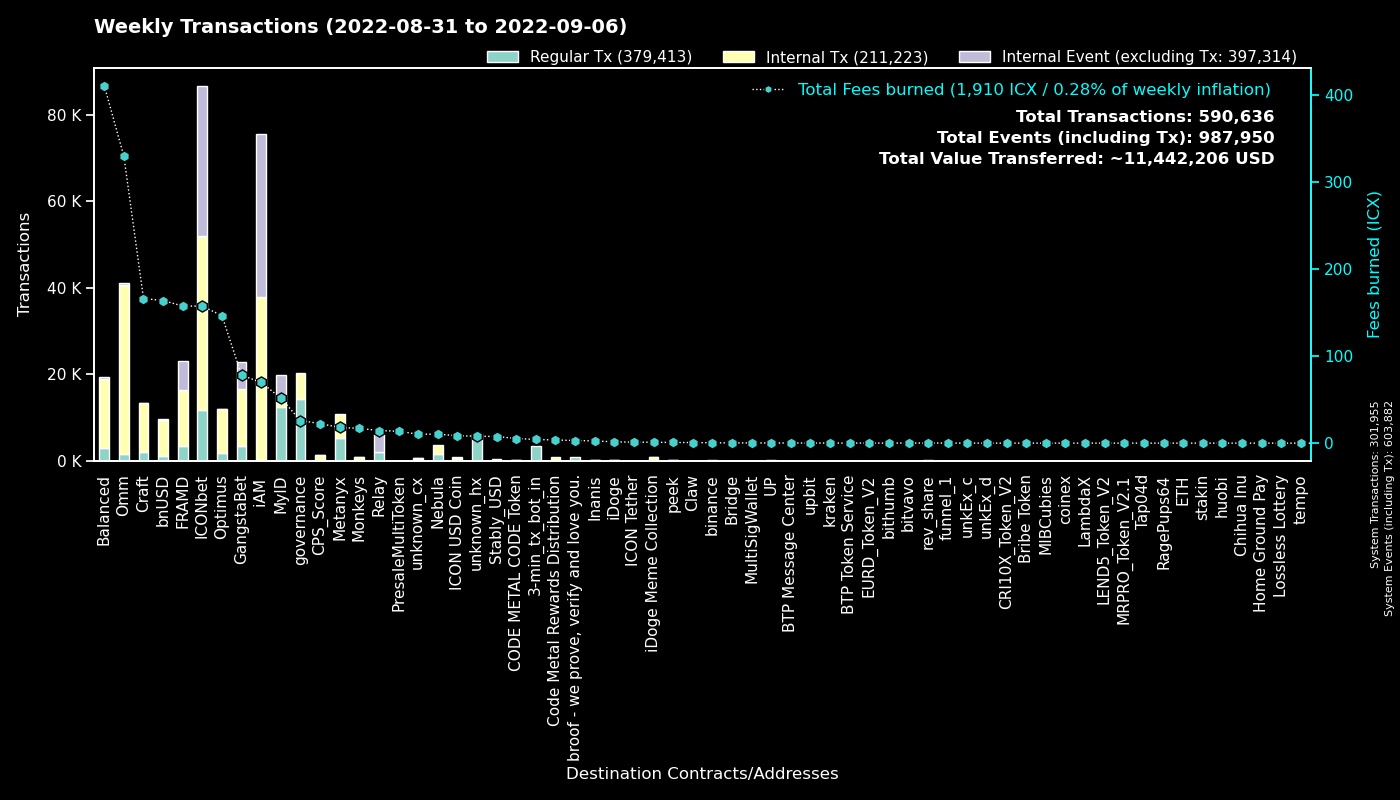 Weekly Transactions (2022-08-31 to 2022-09-06)
Regular Tx (379,413)
Internal Tx (211,223)
Internal Event (excluding Tx: 397,314)
Total Fees burned (1,910 ICX / 0.28% of weekly inflation)
Total Transactions: 590,636
Total Events (including Tx): 987,950
Total Value Transferred: ~11,442,206 USD
Transactions
80 K
60 K
40 K
20 K
0 K
400
300
200
100
0
Fees burned (ICX)
System Transactions: 301,955
System Events (including Tx): 603,882
Balanced
Omm
Craft
bnUSD
FRAMD
ICONbet
Optimus
GangstaBet
iAM
MyID
governance
CPS_Score
Metanyx
Monkeys
Relay
PresaleMultiToken
unknown_cx
Nebula
ICON USD Coin
unknown_hx
Stably_USD
CODE METAL CODE Token
3-min_tx_bot_in
Code Metal Rewards Distribution
broof - we prove, verify and love you.
Inanis
iDoge
ICON Tether
iDoge Meme Collection
peek
Claw
binance
Bridge
MultiSigWallet
UP
BTP Message Center
upbit
kraken
BTP Token Service
EURD_Token_V2
bithumb
bitvavo
rev_share
funnel_1
unkEx_c
unkEx_d
CRI10X_Token_V2
Bribe Token
MIBCubies
coinex
LambdaX
LEND5_Token_V2
MRPRO_Token_V2.1
Tap04d
RagePups64
ETH
stakin
huobi
Chihua Inu
Home Ground Pay
Lossless Lottery
tempo
Destination Contracts/Addresses